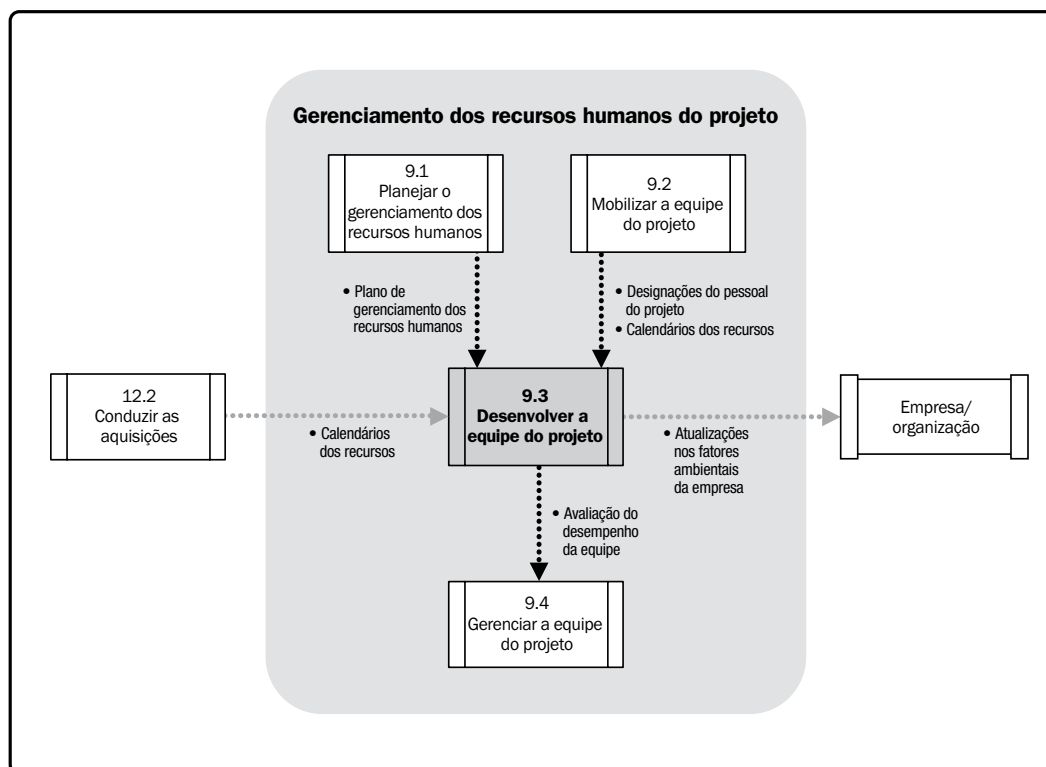 Gerenciamento dos recursos humanos do projeto
9.1
Planejar o
gerenciamento dos
recursos humanos
9.2
Mobilizar a equipe
do projeto
• Plano de
gerenciamento dos
recursos humanos
• Designações do pessoal
do projeto
• Calendários dos recursos
12.2
Conduzir as
aquisições
• Calendários
dos recursos
9.3
Desenvolver a
equipe do projeto
• Atualizações
nos fatores
ambientais
da empresa
Empresa/
organização
• Avaliação do
desempenho
da equipe
9.4
Gerenciar a equipe
do projeto